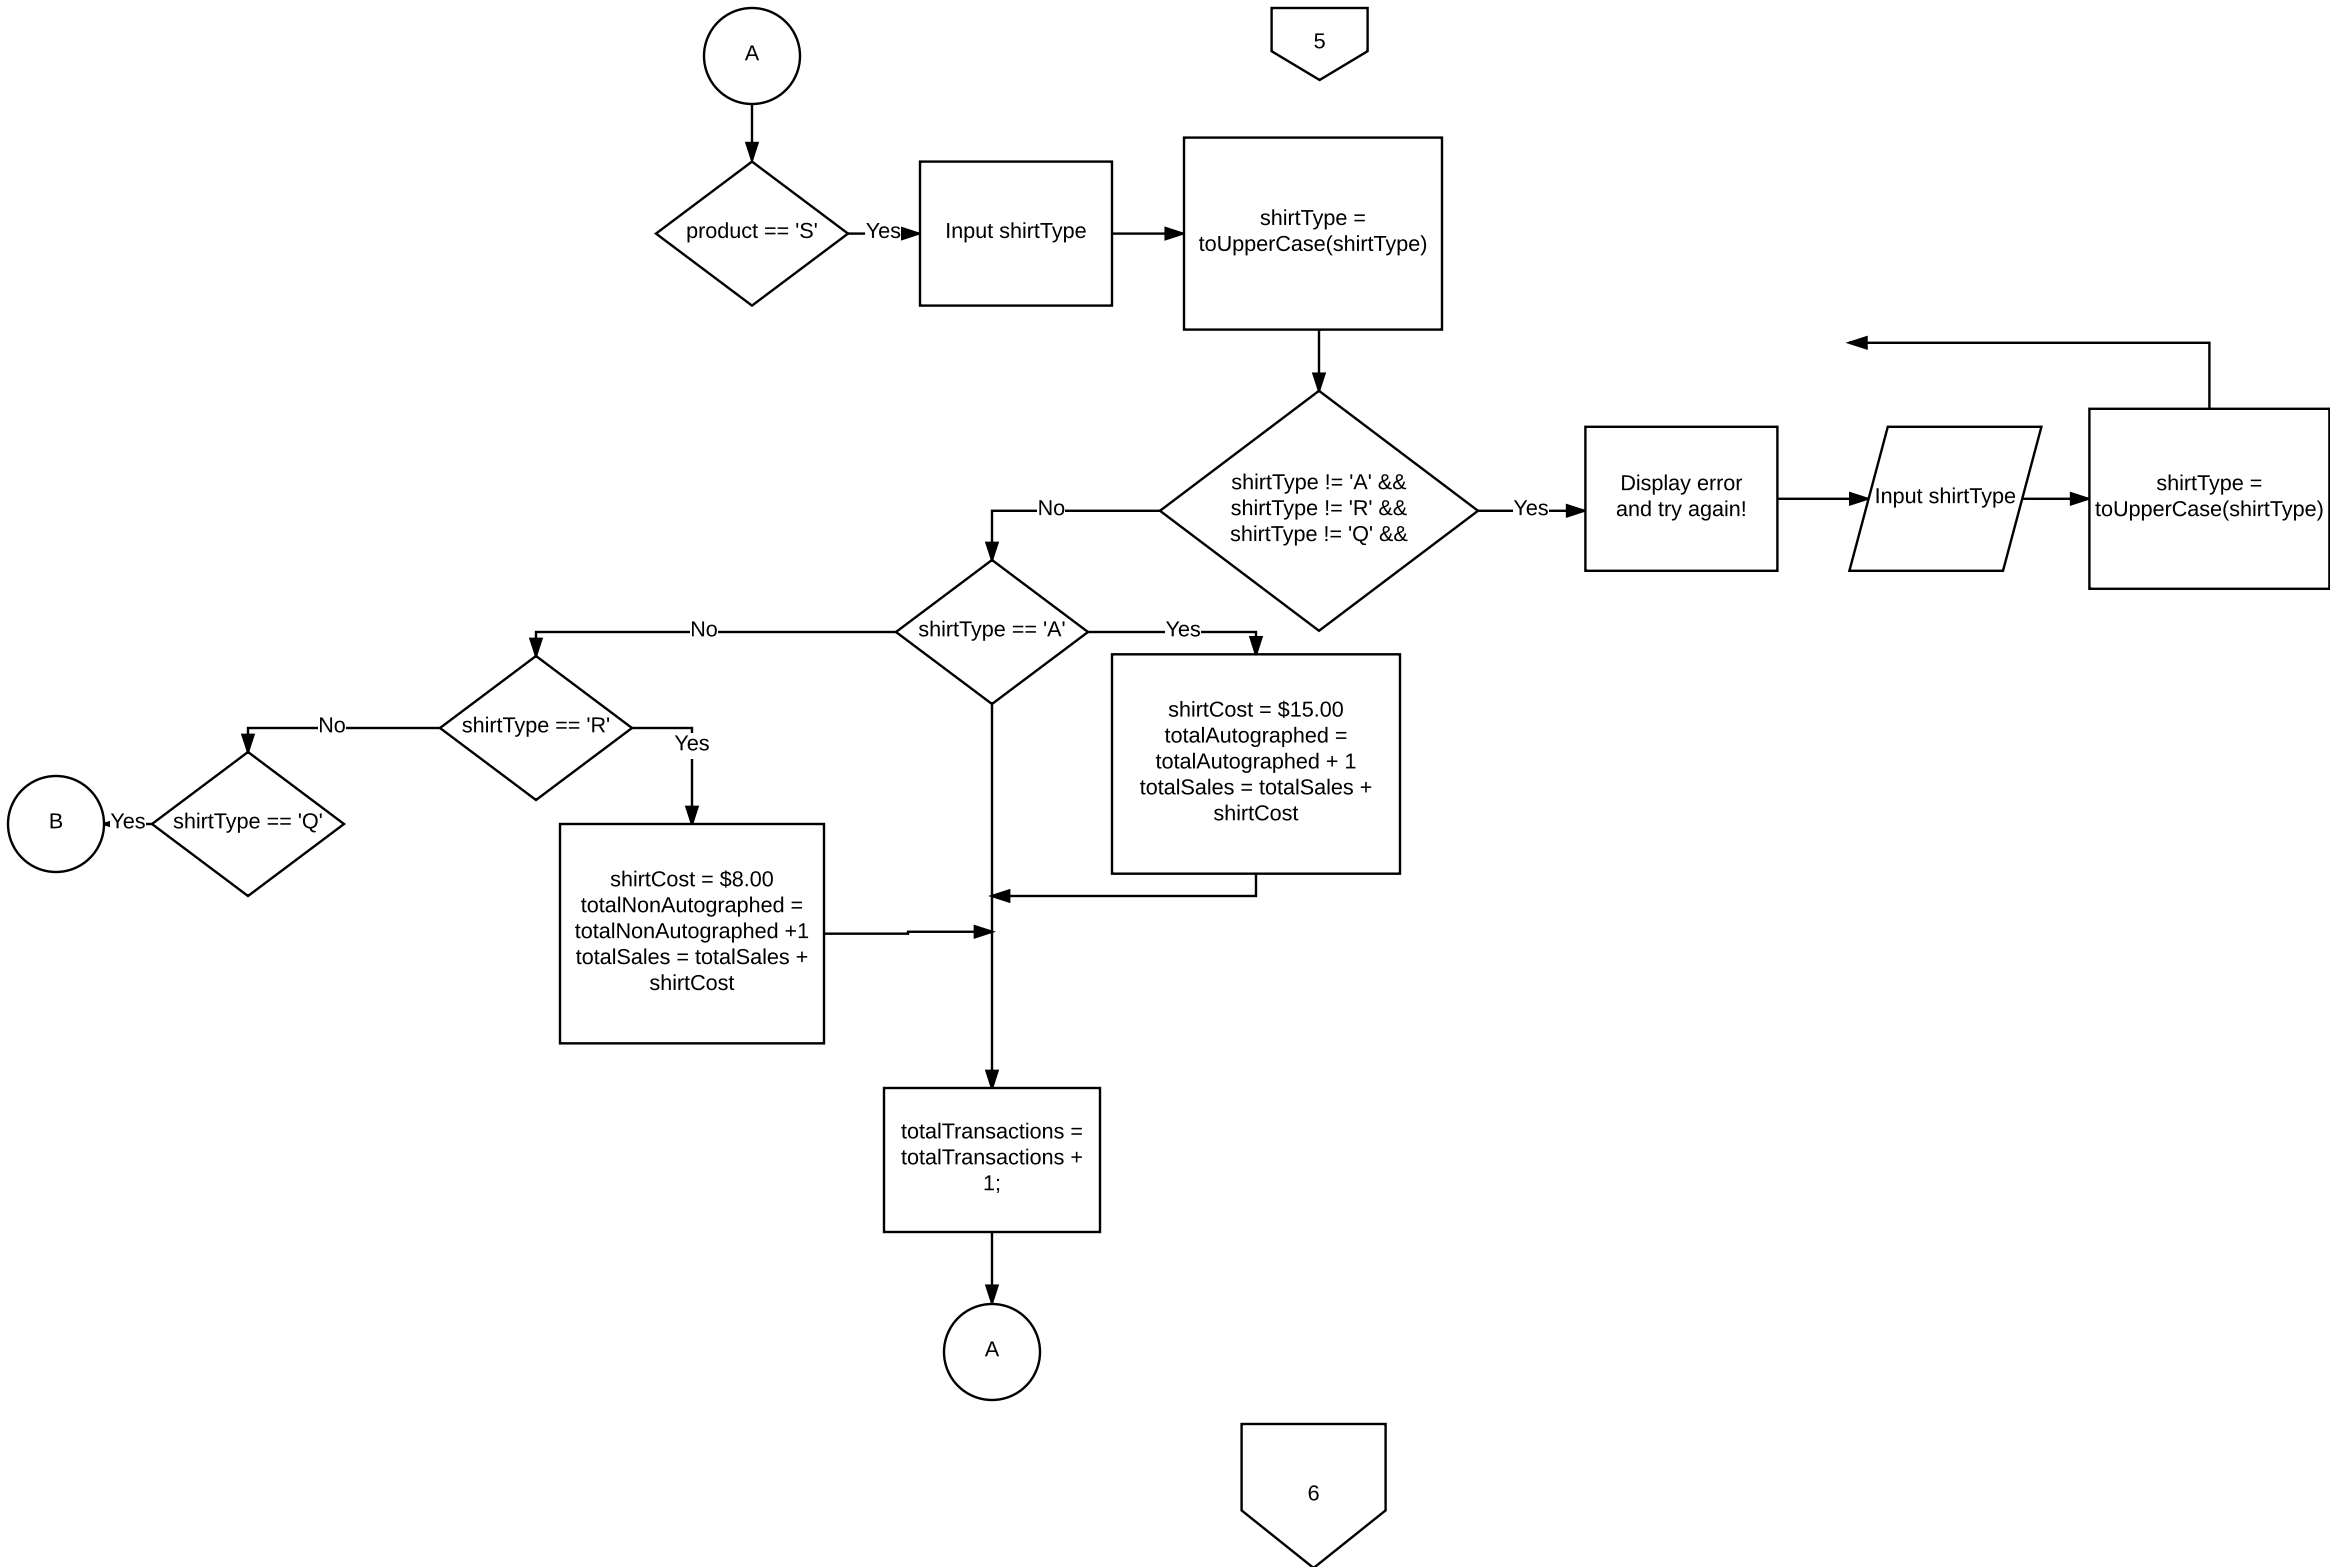 A
5
product == 'S'
Yes
Input shirtType
shirtType =
toUpperCase(shirtType)
shirtType != 'A' &&
shirtType != 'R' &&
shirtType != 'Q' &&
No
Yes
Display error
and try again!
Input shirtType
shirtType =
toUpperCase(shirtType)
shirtType == 'A'
No
Yes
shirtType == 'R'
No
Yes
shirtCost = $15.00
totalAutographed =
totalAutographed + 1
totalSales = totalSales +
shirtCost
B
Yes
shirtType == 'Q'
shirtCost = $8.00
totalNonAutographed =
totalNonAutographed +1
totalSales = totalSales +
shirtCost
totalTransactions =
totalTransactions +
1;
A
6